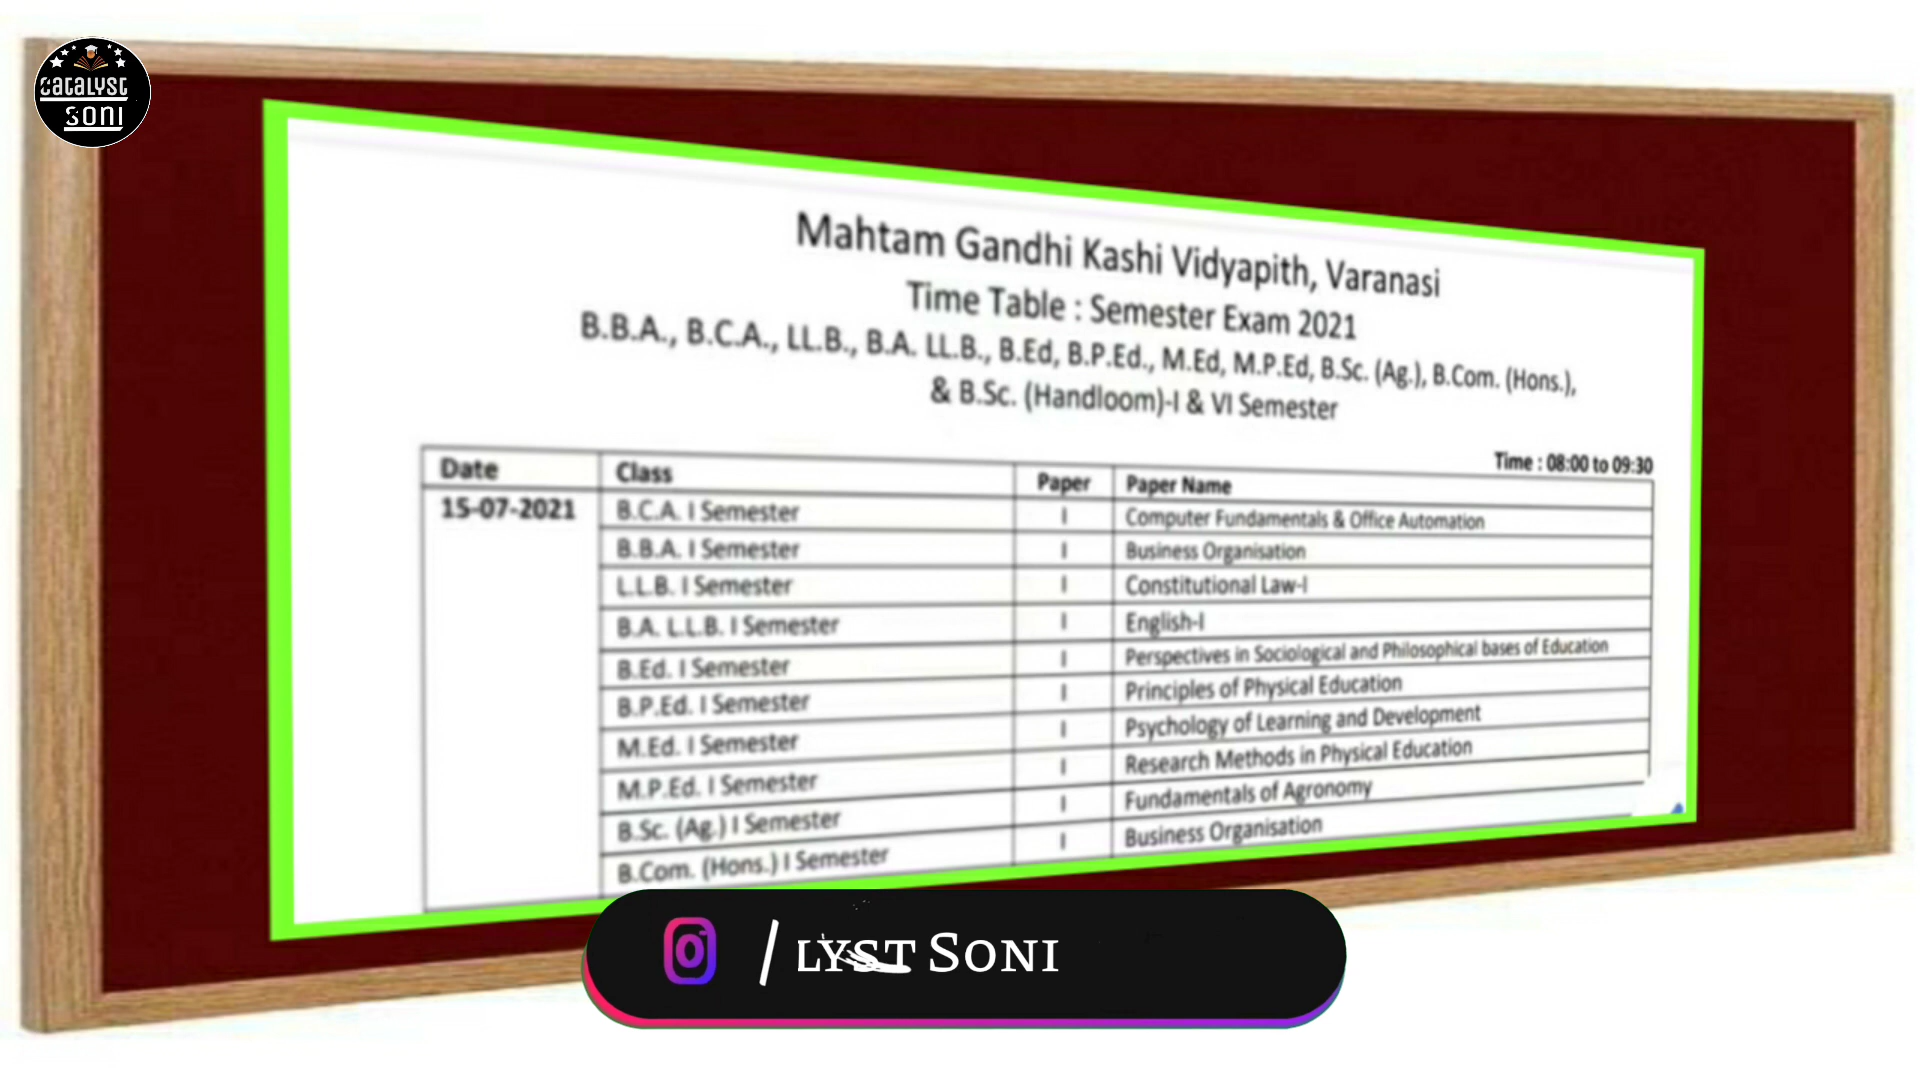 catalyst
soni
Mahtam Gandhi Kashi Vidyapith, Varanasi
Time Table : Semester Exam 2021
B.B.A., B.C.A., LL.B., B.A. LL.B., B.Ed, B.P.Ed., M.Ed, M.P.Ed, B.Sc. (Ag.), B.Com. (Hons.),
& B.Sc. (Handloom)-I & VI Semester
Time : 08:00 to 09:30
Date Class Paper Paper Name
15-07-2021 B.C.A. I Semester I Computer Fundamentals & Office Automation
B.B.A. I Semester I Business Organisation
L.L.B. I Semester I Constitutional Law-I
B.A. L.L.B. I Semester I English-I
B.Ed. I Semester I Perspectives in Sociological and Philosophical bases of Education
B.P.Ed. I Semester I Principles of Physical Education
M.Ed. I Semester I Psychology of Learning and Development
M.P.Ed. I Semester I Research Methods in Physical Education
B.Sc. (Ag.) I Semester I Fundamentals of Agronomy
B.Com. (Hons.) I Semester I Business Organisation
/ lyst Soni